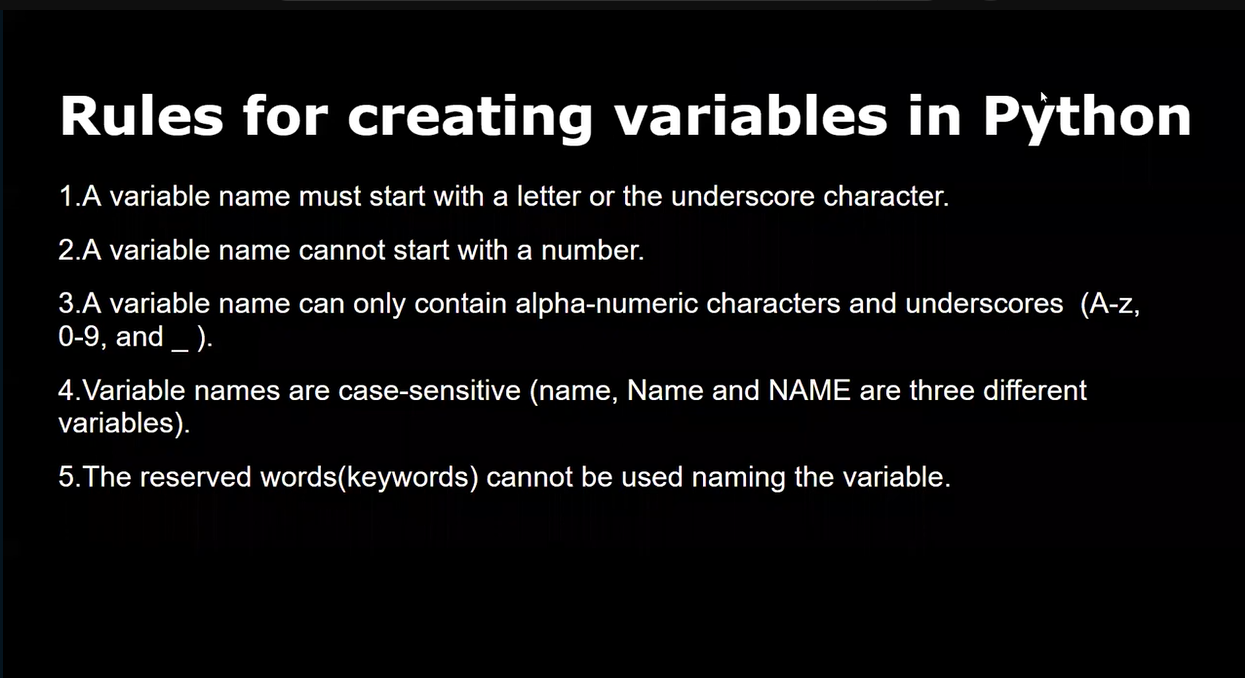 Rules for creating variables in Python
1.A variable name must start with a letter or the underscore character.
2.A variable name cannot start with a number.
3.A variable name can only contain alpha-numeric characters and underscores  (A-z,
0-9, and _ ).
4.Variable names are case-sensitive (name, Name and NAME are three different
variables).
5.The reserved words(keywords) cannot be used naming the variable.